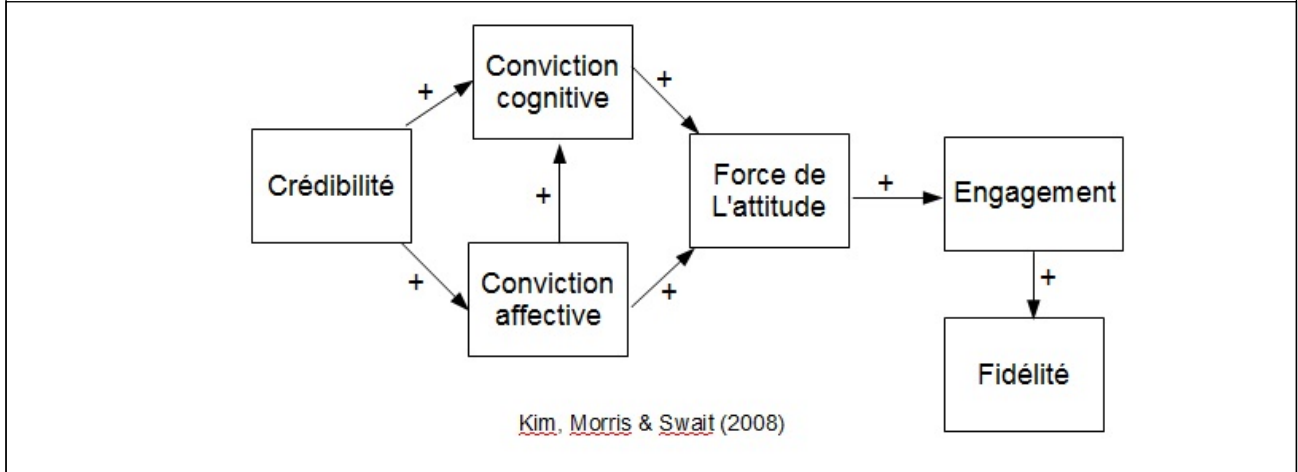 Conviction
cognitive
+
+
Crédibilité
+
Force de
L'attitude
+
Engagement
+
Conviction
affective
+
+
Fidélité
Kim, Morris & Swait (2008)